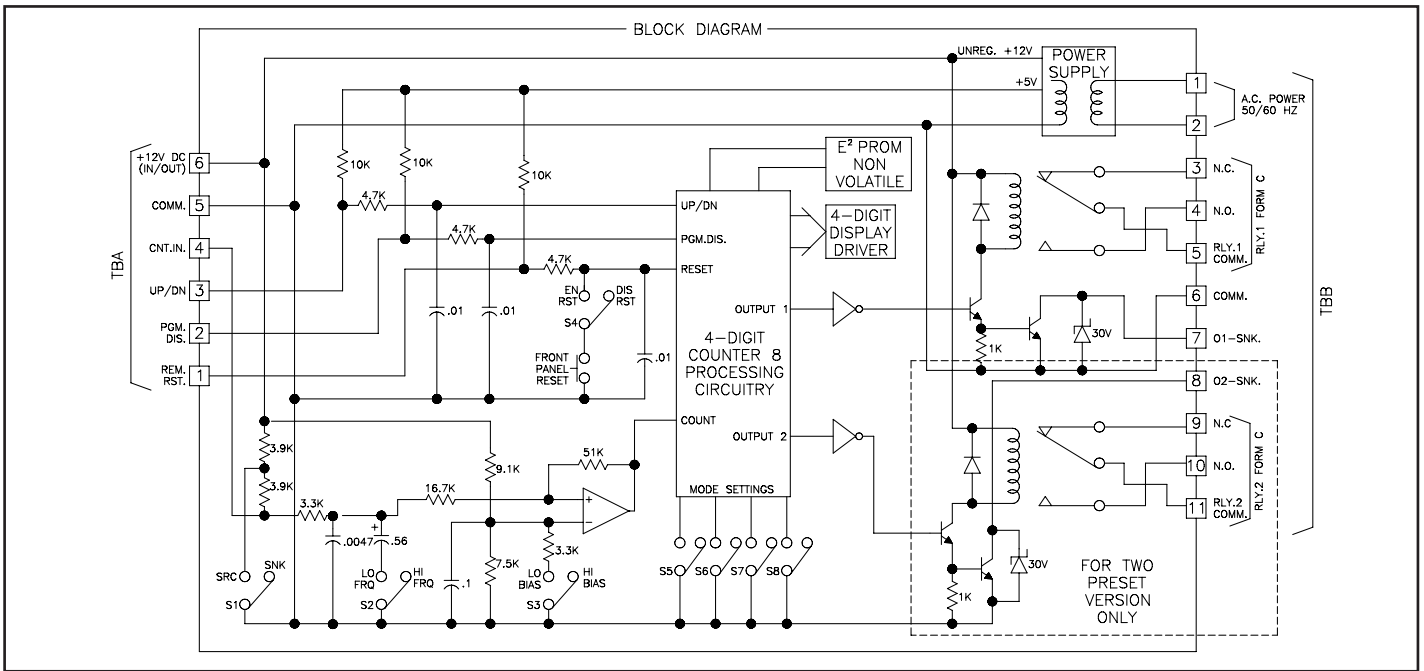 BLOCK DIAGRAM
UNREG. +12V
POWER
SUPPLY
+5V
1
2
A.C. POWER
50/60 HZ
TBA
+12V DC
(IN/OUT)
6
COMM.
5
CNT.IN.
4
UP/DN
3
PGM.
DIS.
2
REM.
RST.
1
10K
10K
10K
4.7K
4.7K
4.7K
.01
.01
.01
EN
RST
DIS
RST
S4
FRONT
PANEL
RESET
UP/DN
PGM.DIS.
RESET
OUTPUT 1
4-DIGIT
COUNTER 8
PROCESSING
CIRCUITRY
COUNT
OUTPUT 2
MODE SETTINGS
E² PROM
NON
VOLATILE
4-DIGIT
DISPLAY
DRIVER
3
N.C.
4
N.O.
5
RLY.1
COMM.
RLY.1 FORM C
6
COMM.
7
O1-SNK.
8
O2-SNK.
9
N.C
10
N.O.
11
RLY.2
COMM.
RLY.2 FORM C
TBB
1K
30V
1K
30V
FOR TWO
PRESET
VERSION
ONLY
3.9K
3.9K
3.3K
16.7K
51K
9.1K
+
−
+
.0047
.56
.1
7.5K
3.3K
SRC
SNK
S1
LO
FRQ
HI
FRQ
S2
LO
BIAS
HI
BIAS
S3
S5
S6
S7
S8